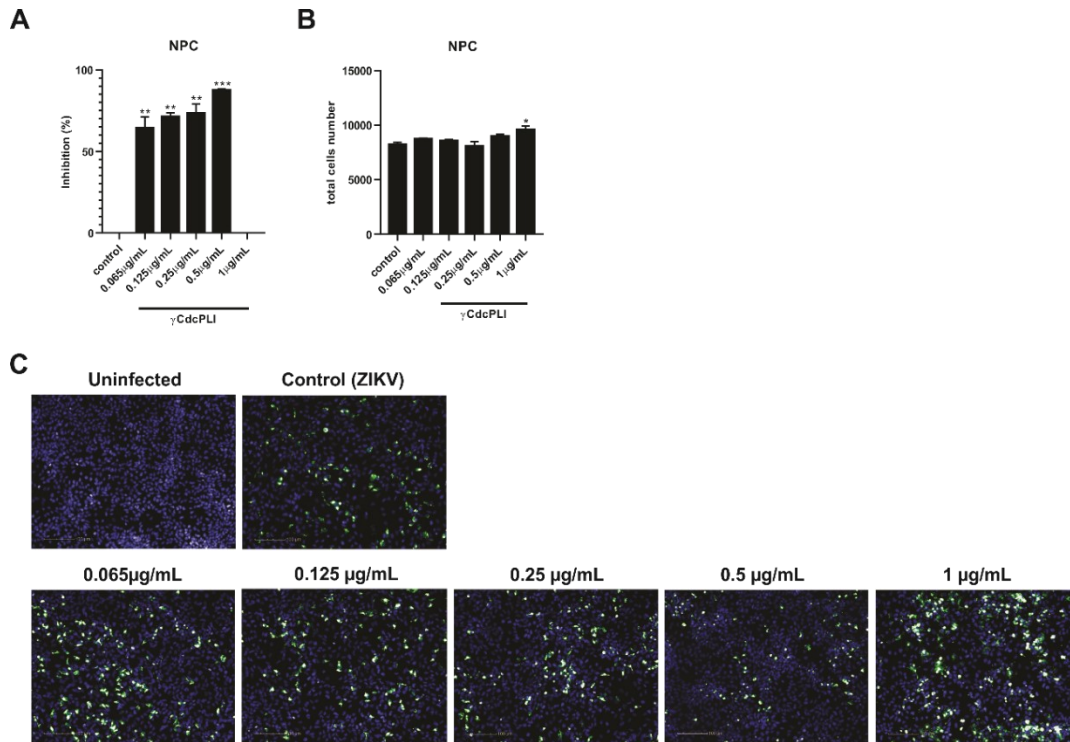 A
NPC
Inhibition (%)
100
50
0
**
**
**
***
control
0.065µg/mL
0.125µg/mL
0.25µg/mL
0.5µg/mL
1µg/mL
γCdcPLI
B
NPC
total cells number
15000
10000
5000
0
*
control
0.065µg/mL
0.125µg/mL
0.25µg/mL
0.5µg/mL
1µg/mL
γCdcPLI
C
Uninfected
Control (ZIKV)
0.065µg/mL
0.125 µg/mL
0.25 µg/mL
0.5 µg/mL
1 µg/mL